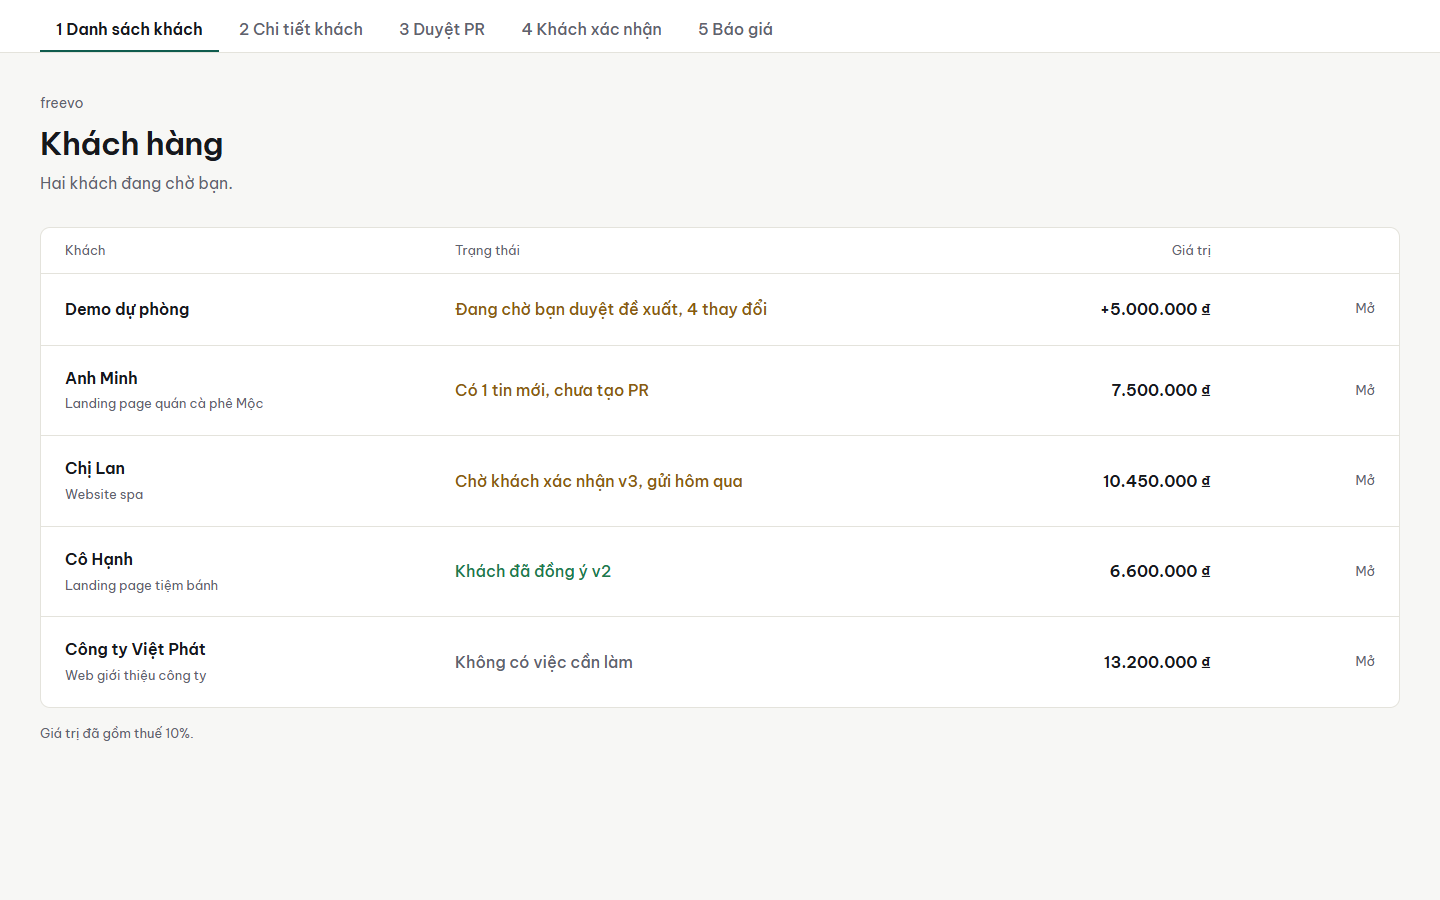 1 Danh sách khách
2 Chi tiết khách
3 Duyệt PR
4 Khách xác nhận
5 Báo giá
freevo
Khách hàng
Hai khách đang chờ bạn.
Khách
Trạng thái
Giá trị
Demo dự phòng
Đang chờ bạn duyệt đề xuất, 4 thay đổi
+5.000.000 ₫
Mở
Anh Minh
Landing page quán cà phê Mộc
Có 1 tin mới, chưa tạo PR
7.500.000 ₫
Mở
Chị Lan
Website spa
Chờ khách xác nhận v3, gửi hôm qua
10.450.000 ₫
Mở
Cô Hạnh
Landing page tiệm bánh
Khách đã đồng ý v2
6.600.000 ₫
Mở
Công ty Việt Phát
Web giới thiệu công ty
Không có việc cần làm
13.200.000 ₫
Mở
Giá trị đã gồm thuế 10%.